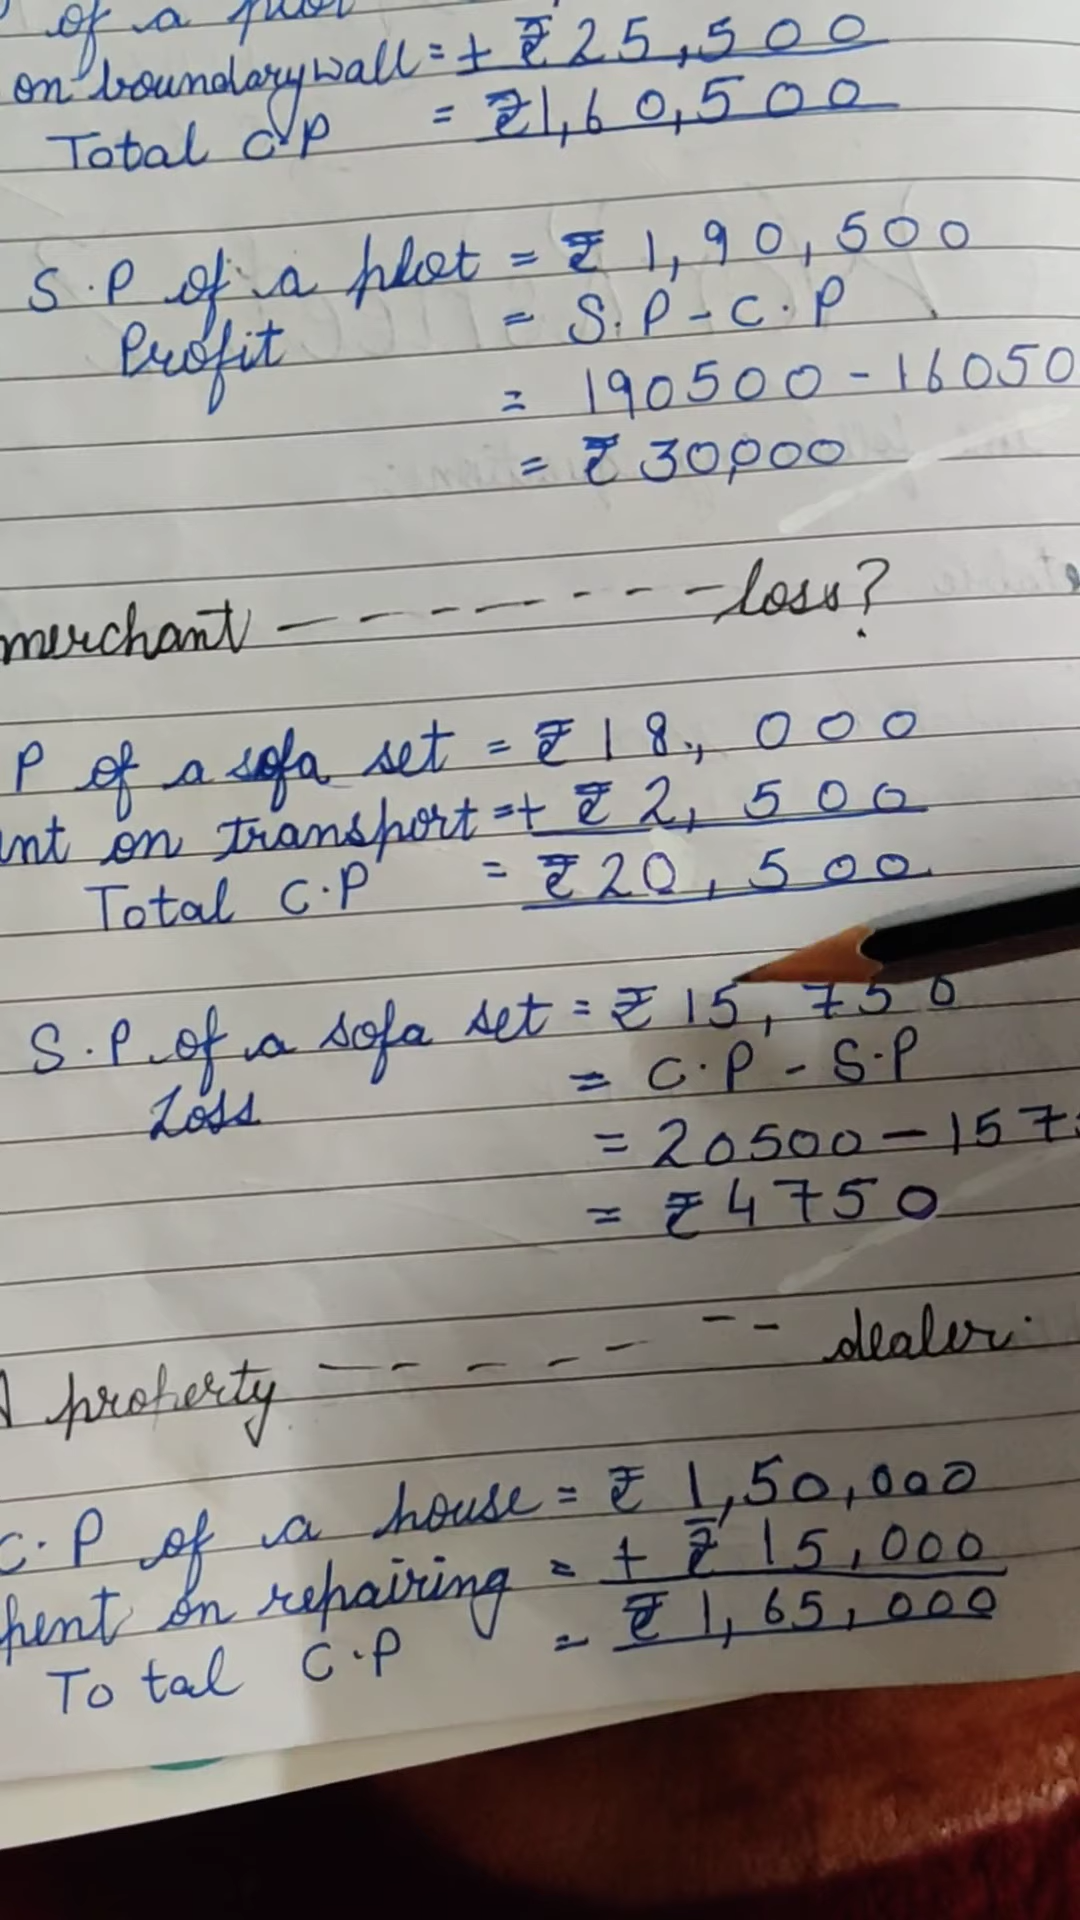 of a plot
on boundarywall = + ₹ 25,500
Total C.P = ₹1,60,500
S.P of a plot = ₹ 1,90,500
Profit = S.P - C.P
= 190500 - 16050
= ₹ 30,000
merchant - - - - - - - - loss?
P of a sofa set = ₹ 18,000
nt on transport = + ₹ 2,500
Total C.P = ₹20,500
S.P of a sofa set = ₹ 15,750
Loss = C.P - S.P
= 20500 - 157
= ₹ 4750
A property - - - - - - - dealer.
C.P of a house = ₹ 1,50,000
pent on repairing = + ₹ 15,000
Total C.P = ₹ 1,65,000